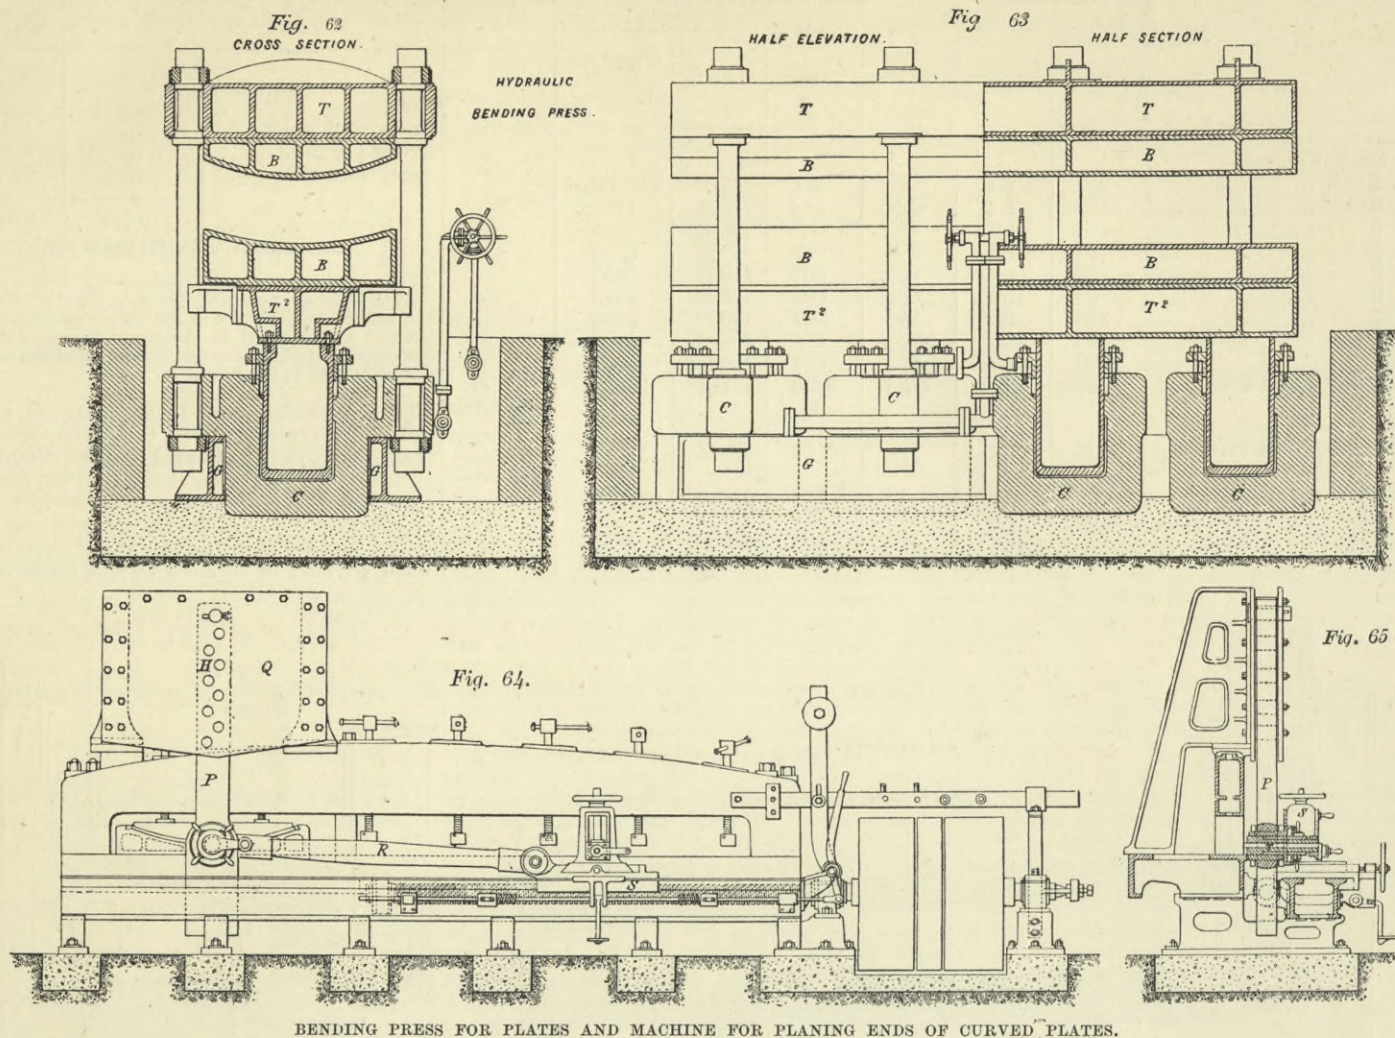 Fig. 62
CROSS SECTION.
HYDRAULIC
BENDING PRESS.
T
B
B
T²
G
G
C
Fig 63
HALF ELEVATION.
HALF SECTION
T
T
B
B
B
B
T²
T²
C
C
G
C
C
Fig. 64.
H
Q
P
R
S
Fig. 65
P
S
BENDING PRESS FOR PLATES AND MACHINE FOR PLANING ENDS OF CURVED PLATES.